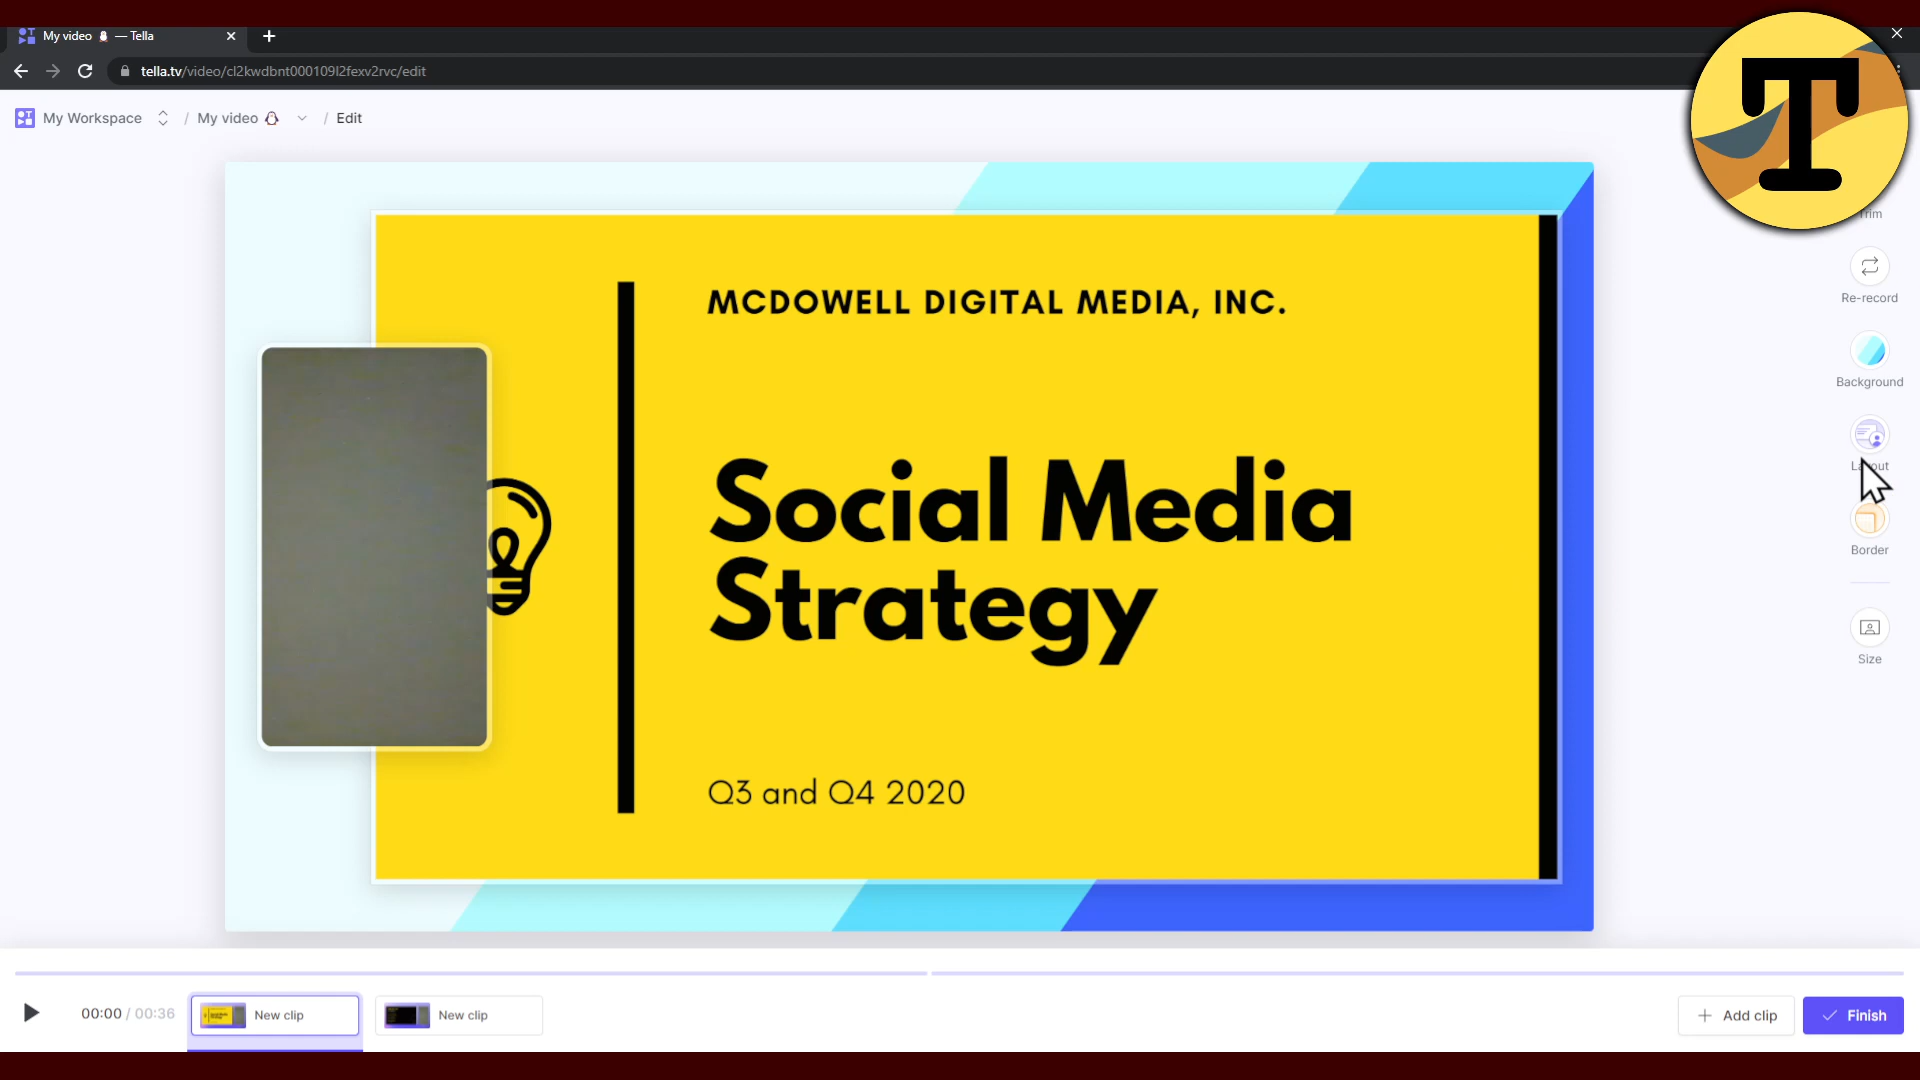 My video — Tella
tella.tv/video/cl2kwdbnt000109l2fexv2rvc/edit
My Workspace / My video / Edit
T
MCDOWELL DIGITAL MEDIA, INC.
Social Media
Strategy
Q3 and Q4 2020
Trim
Re-record
Background
Layout
Border
Size
00:00 / 00:36
New clip
New clip
Add clip
Finish